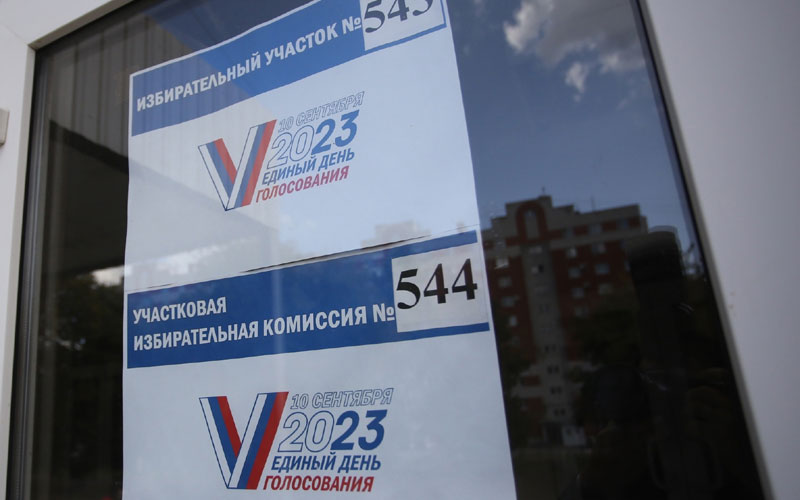 ИЗБИРАТЕЛЬНЫЙ УЧАСТОК № 543
10 СЕНТЯБРЯ
2023
ЕДИНЫЙ ДЕНЬ
ГОЛОСОВАНИЯ
УЧАСТКОВАЯ
ИЗБИРАТЕЛЬНАЯ КОМИССИЯ № 544
10 СЕНТЯБРЯ
2023
ЕДИНЫЙ ДЕНЬ
ГОЛОСОВАНИЯ